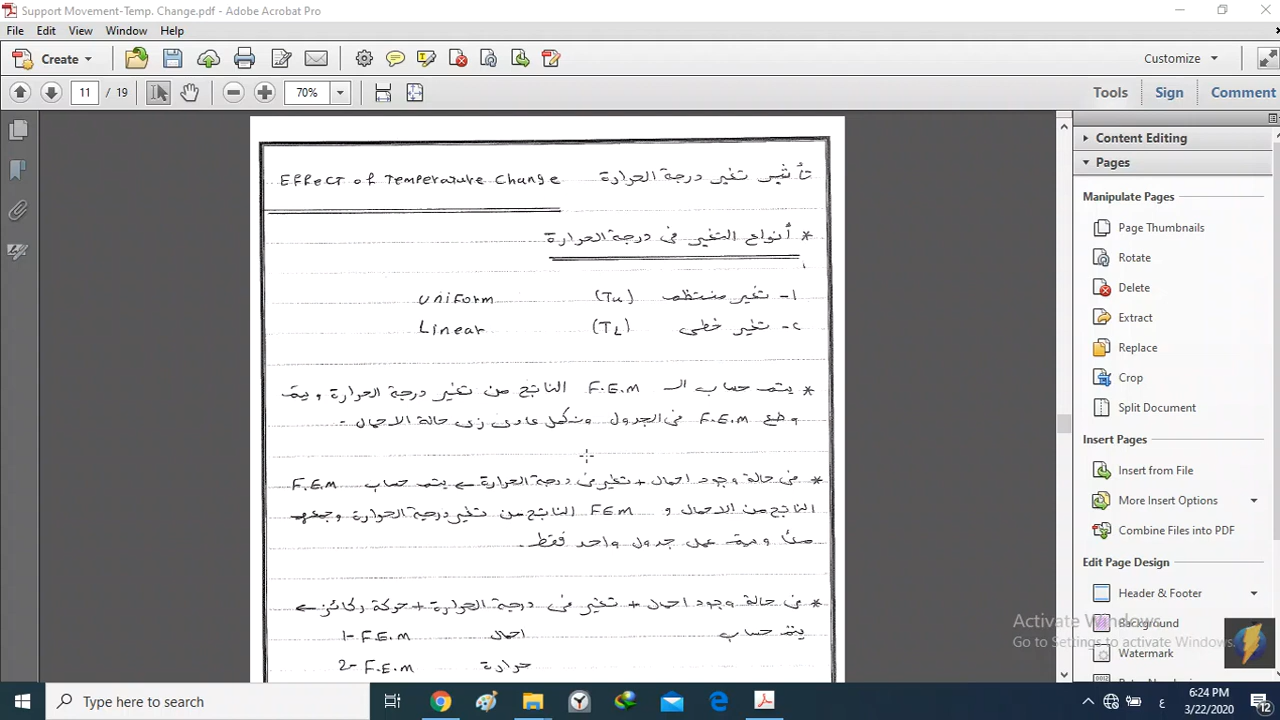 Support Movement-Temp. Change.pdf - Adobe Acrobat Pro
File Edit View Window Help
Create
Customize
11 / 19
70%
Tools Sign Comment
تأثير تغير درجة الحرارة Effect of Temperature Change
* أنواع التغير فى درجة الحرارة
١- تغير منتظم (Tu) Uniform
٢- تغير خطى (TL) Linear
* يتم حساب الـ F.E.M الناتج من تغير درجة الحرارة ويتم
وضع F.E.M فى الجدول ونكمل عادى زى حالة الاحمال -
* فى حالة وجود احمال + تغير فى درجة الحرارة ← يتم حساب F.E.M
الناتج من الاحمال و FEM الناتج من تغير درجة الحرارة وجمعهم
معاً ويتم عمل جدول واحد فقط.
* فى حالة وجود احمال + تغير فى درجة الحرارة + حركة ركائز ←
يتم حساب احمال 1- F.E.M
حرارة 2- F.E.M
Content Editing
Pages
Manipulate Pages
Page Thumbnails
Rotate
Delete
Extract
Replace
Crop
Split Document
Insert Pages
Insert from File
More Insert Options
Combine Files into PDF
Edit Page Design
Header & Footer
Background
Watermark
Activate Windows
Go to Settings to activate Windows.
Type here to search
ع
6:24 PM
3/22/2020
12